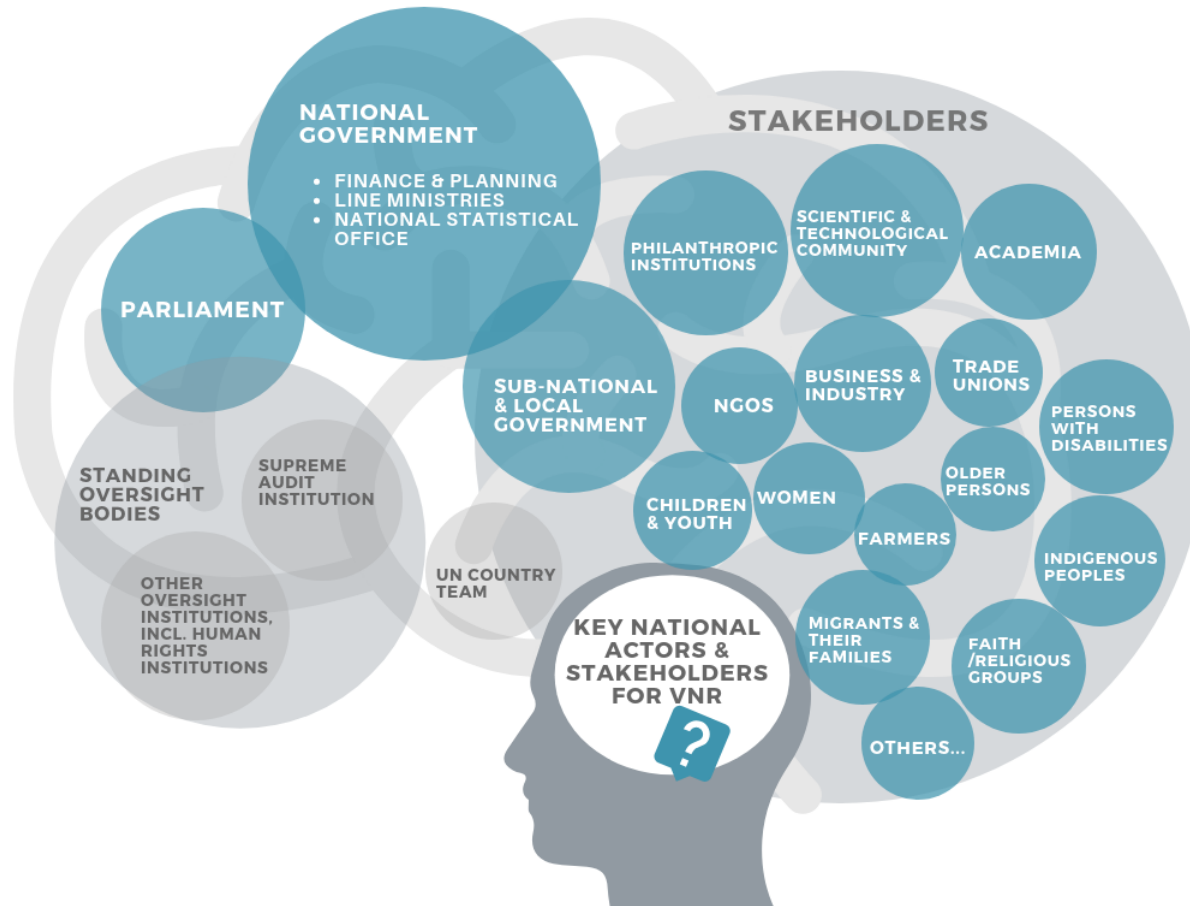 NATIONAL
GOVERNMENT
• FINANCE & PLANNING
• LINE MINISTRIES
• NATIONAL STATISTICAL
OFFICE
PARLIAMENT
STANDING
OVERSIGHT
BODIES
SUPREME
AUDIT
INSTITUTION
OTHER
OVERSIGHT
INSTITUTIONS,
INCL. HUMAN
RIGHTS
INSTITUTIONS
SUB-NATIONAL
& LOCAL
GOVERNMENT
UN COUNTRY
TEAM
STAKEHOLDERS
PHILANTHROPIC
INSTITUTIONS
SCIENTIFIC &
TECHNOLOGICAL
COMMUNITY
ACADEMIA
NGOS
BUSINESS &
INDUSTRY
TRADE
UNIONS
PERSONS
WITH
DISABILITIES
CHILDREN
& YOUTH
WOMEN
OLDER
PERSONS
FARMERS
INDIGENOUS
PEOPLES
MIGRANTS &
THEIR
FAMILIES
FAITH
/RELIGIOUS
GROUPS
OTHERS...
KEY NATIONAL
ACTORS &
STAKEHOLDERS
FOR VNR
?